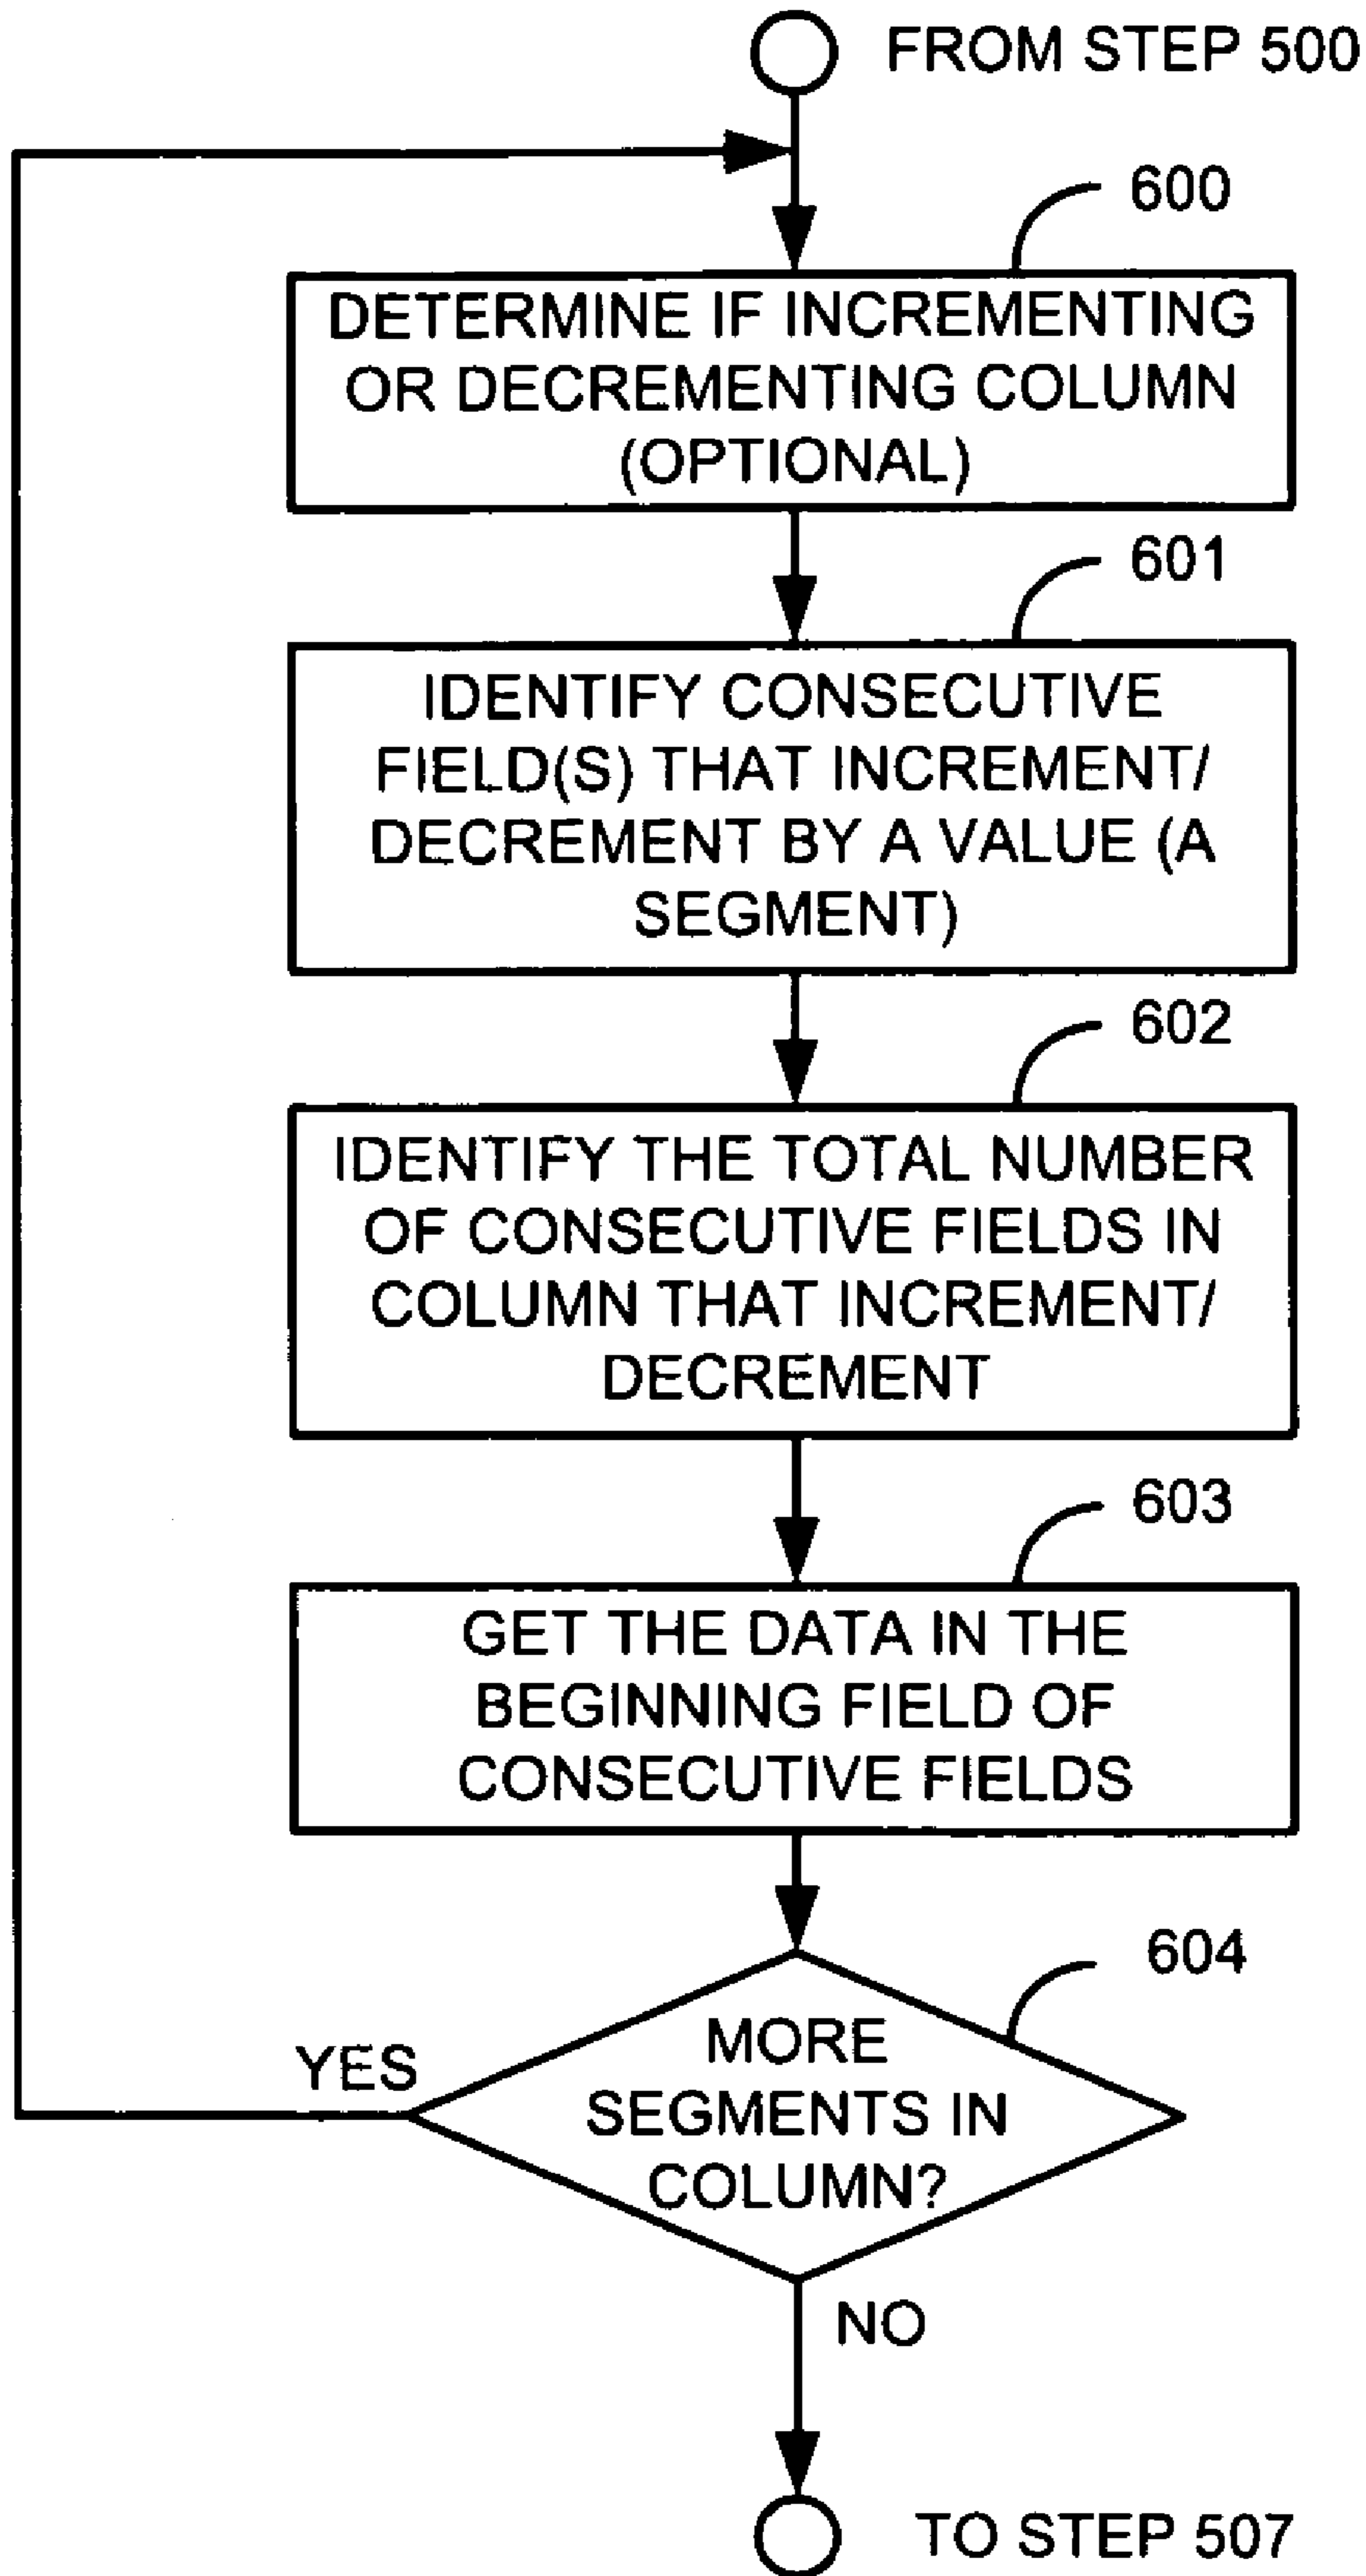 FROM STEP 500
600
DETERMINE IF INCREMENTING
OR DECREMENTING COLUMN
(OPTIONAL)
601
IDENTIFY CONSECUTIVE
FIELD(S) THAT INCREMENT/
DECREMENT BY A VALUE (A
SEGMENT)
602
IDENTIFY THE TOTAL NUMBER
OF CONSECUTIVE FIELDS IN
COLUMN THAT INCREMENT/
DECREMENT
603
GET THE DATA IN THE
BEGINNING FIELD OF
CONSECUTIVE FIELDS
604
MORE
SEGMENTS IN
COLUMN?
YES
NO
TO STEP 507